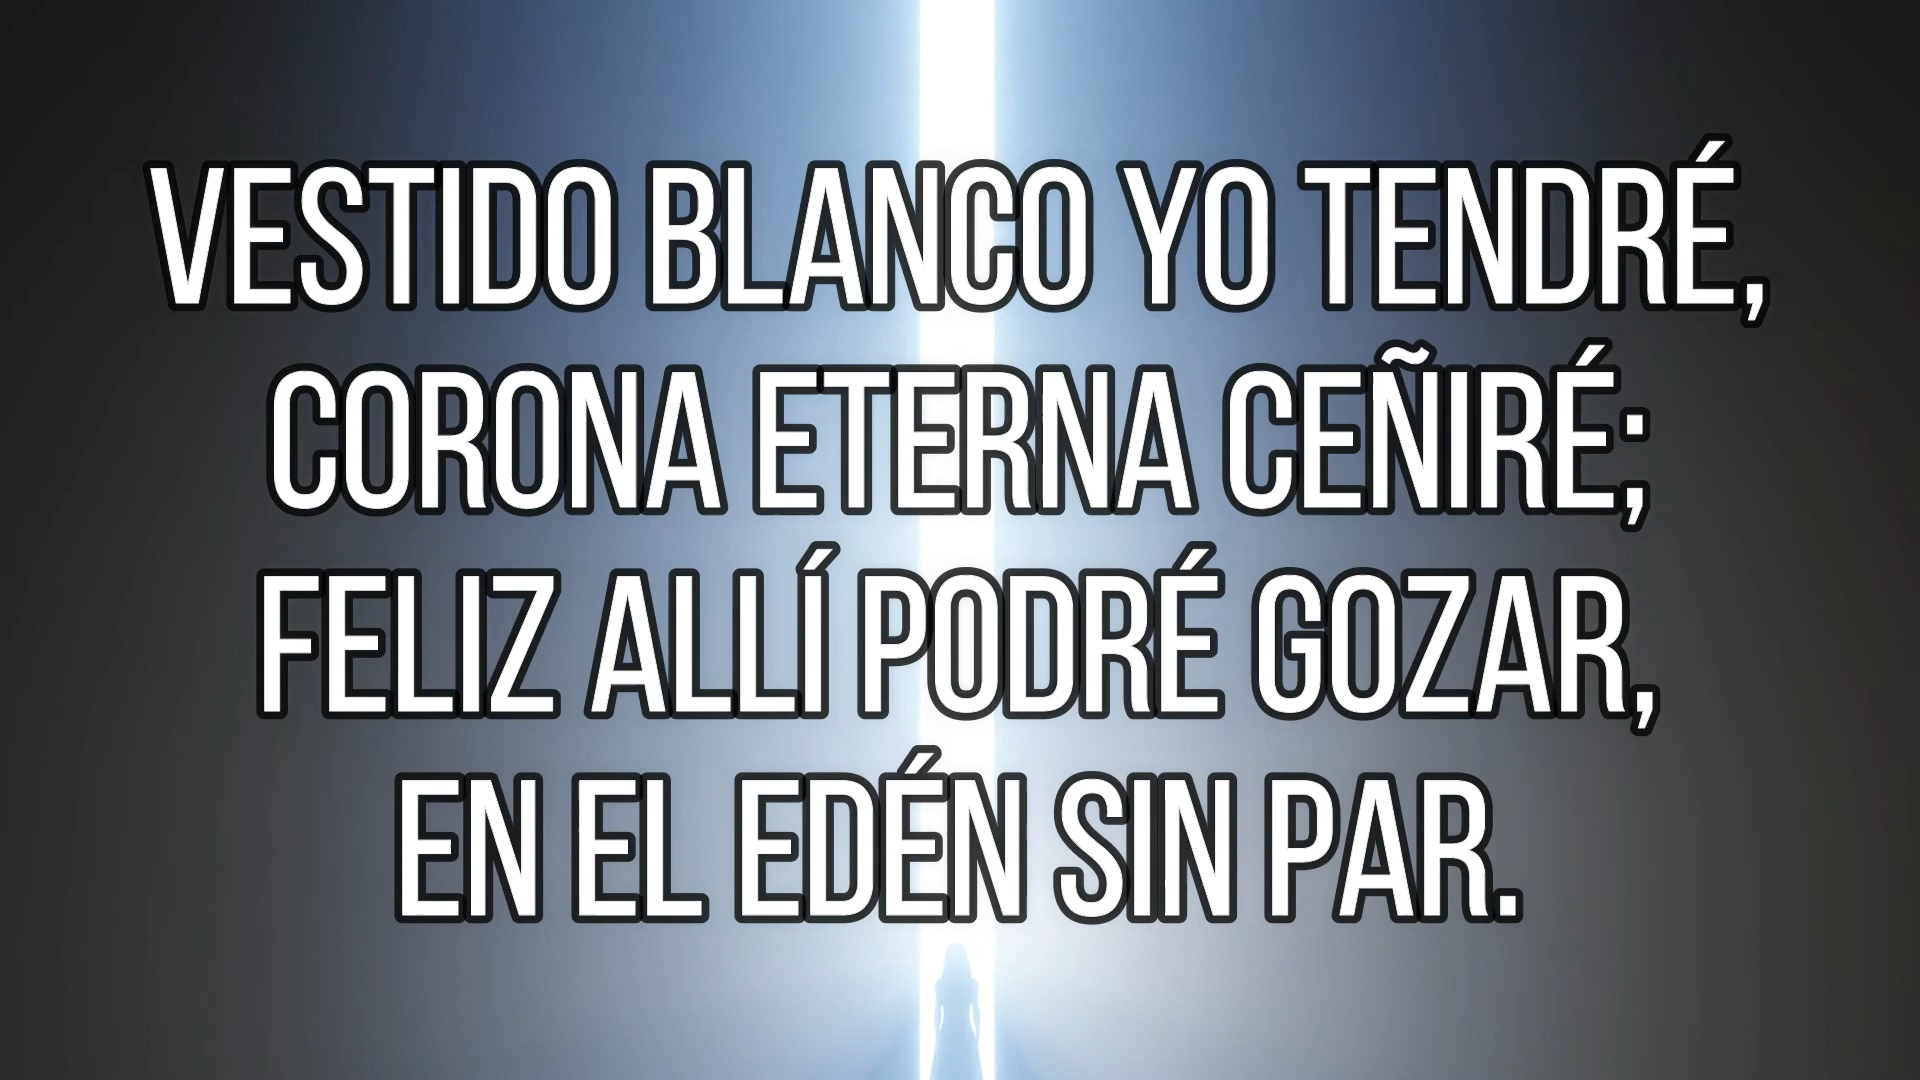 VESTIDO BLANCO YO TENDRÉ,
CORONA ETERNA CEÑIRÉ;
FELIZ ALLÍ PODRÉ GOZAR,
EN EL EDÉN SIN PAR.